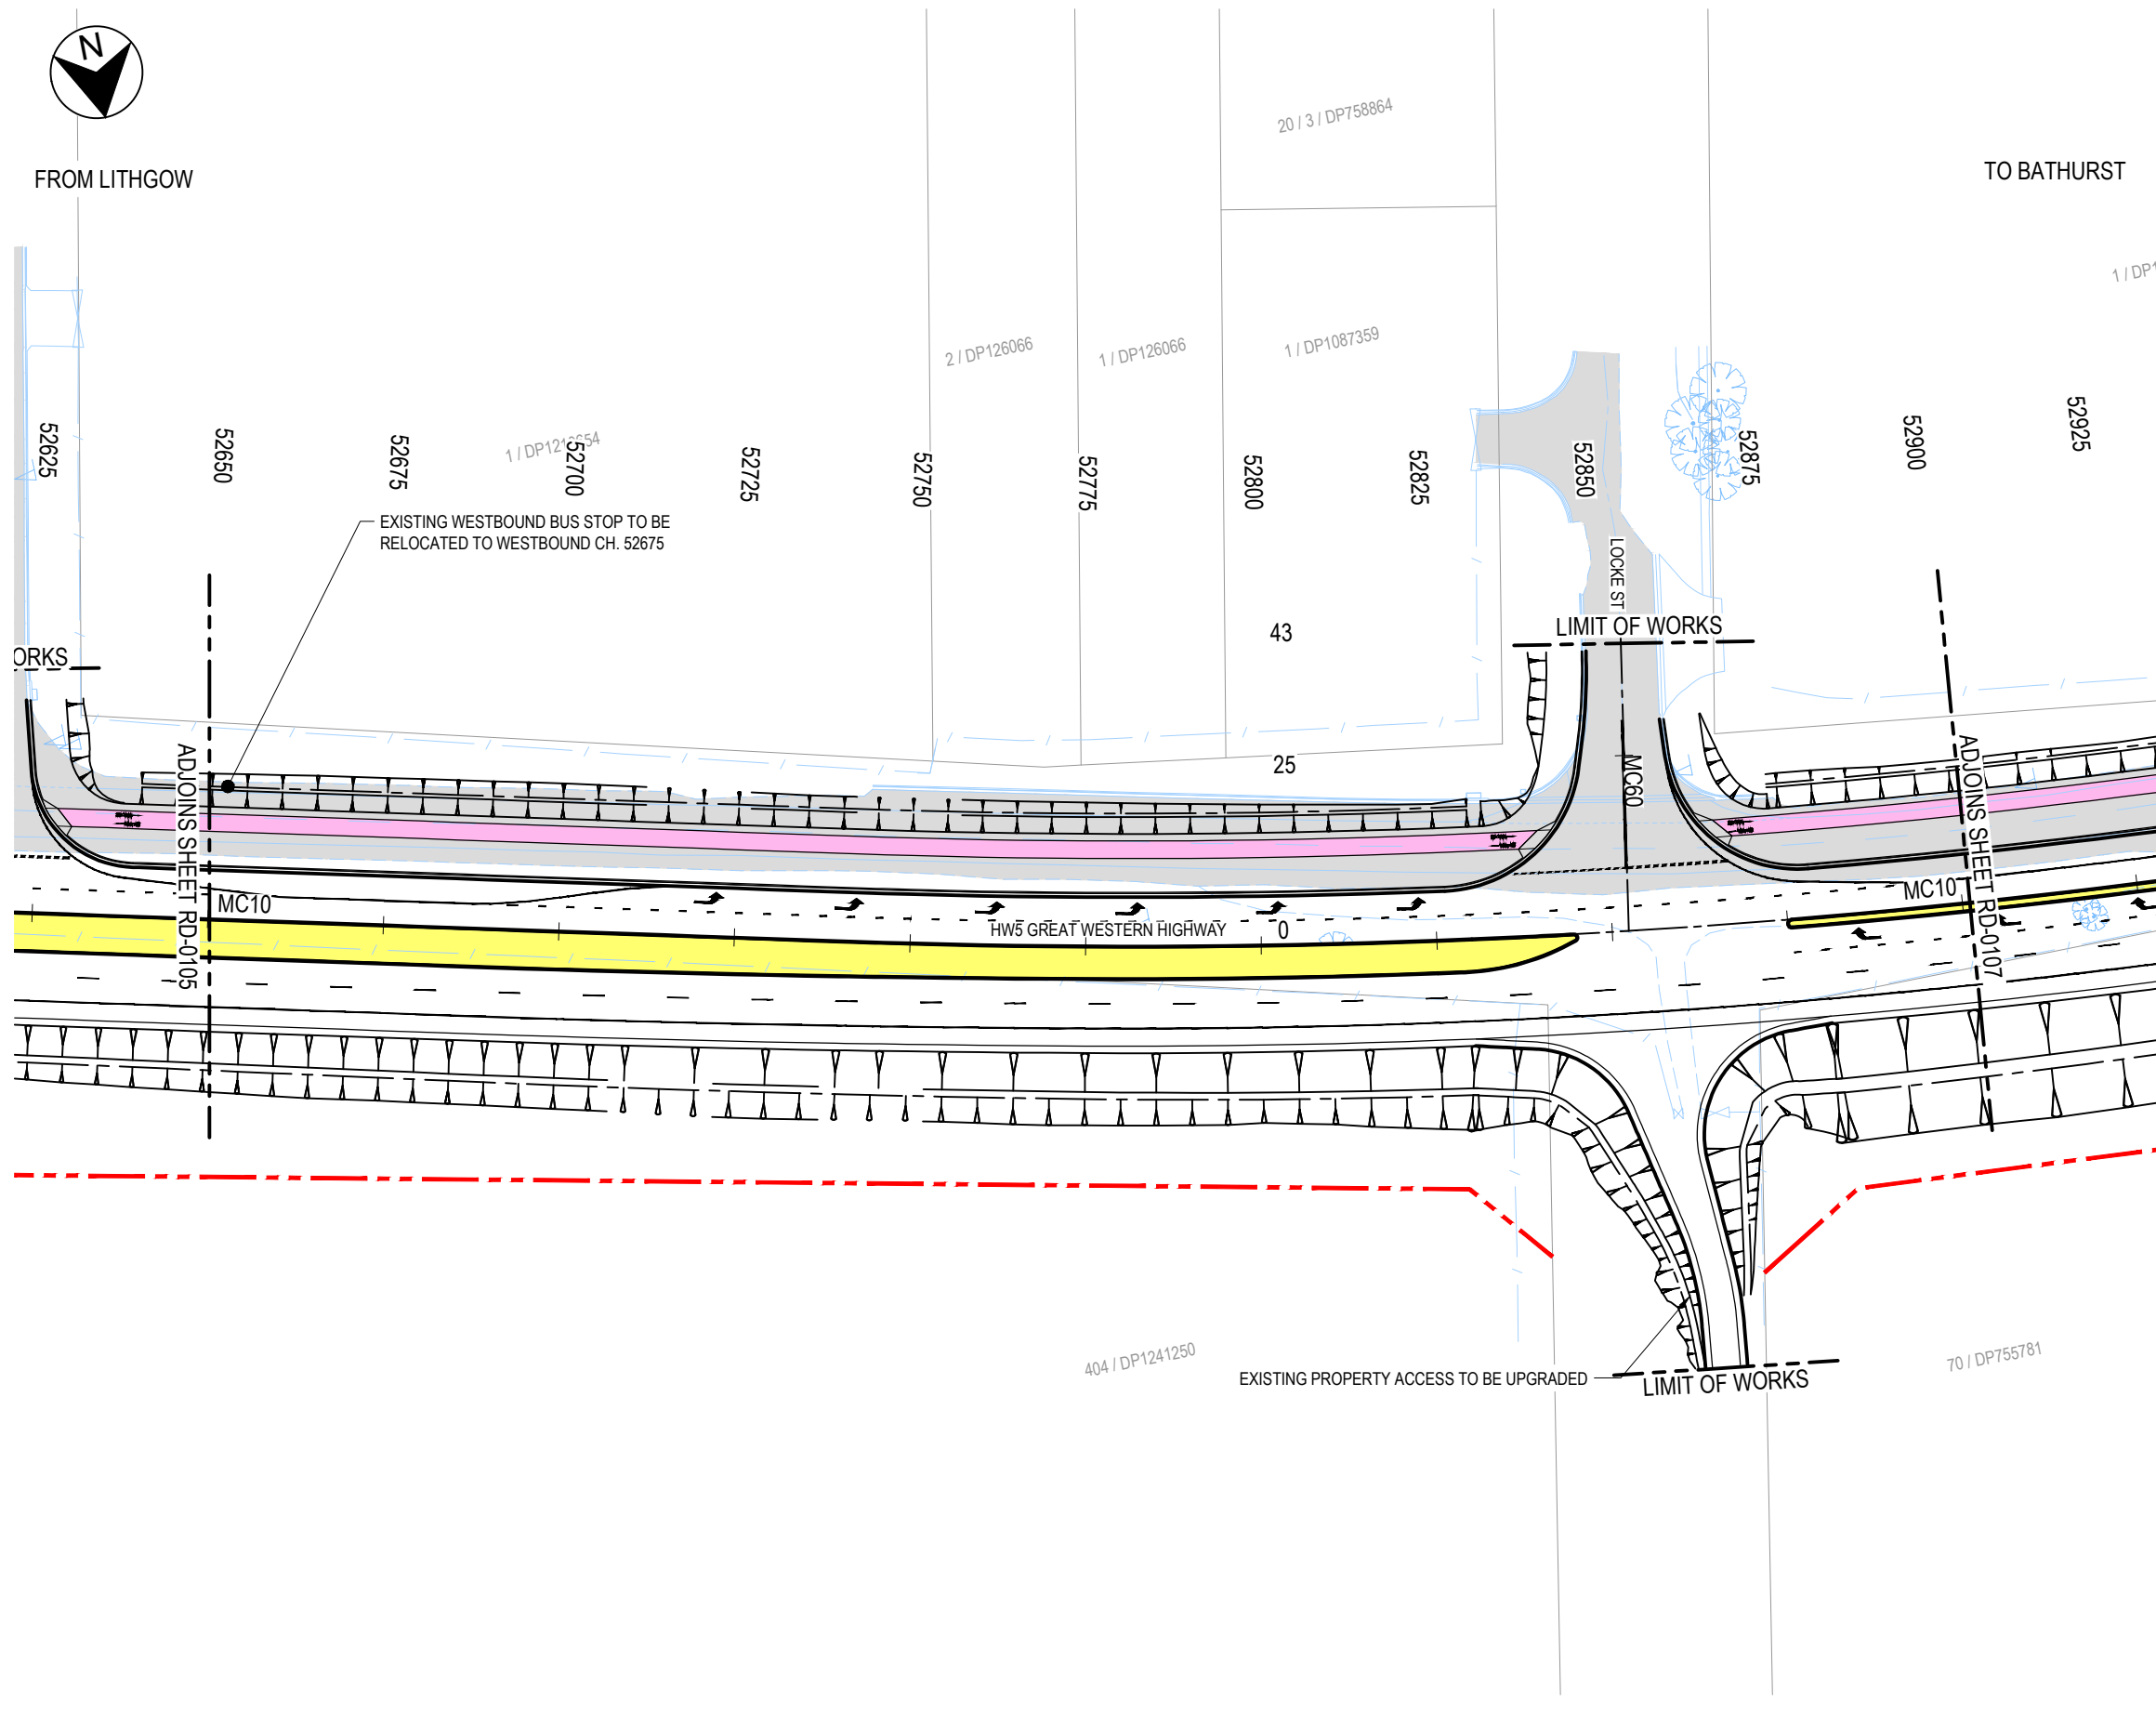 N
FROM LITHGOW
TO BATHURST
20 / 3 / DP758864
2 / DP126066
1 / DP126066
1 / DP1087359
52625
52650
52675
52700
52725
52750
52775
52800
52825
52850
52875
52900
52925
EXISTING WESTBOUND BUS STOP TO BE
RELOCATED TO WESTBOUND CH. 52675
LOCKE ST
LIMIT OF WORKS
43
25
0
MC60
ADJOINS SHEET RD-0105
ADJOINS SHEET RD-0107
MC10
MC10
HW5 GREAT WESTERN HIGHWAY
404 / DP1241250
70 / DP755781
EXISTING PROPERTY ACCESS TO BE UPGRADED
LIMIT OF WORKS